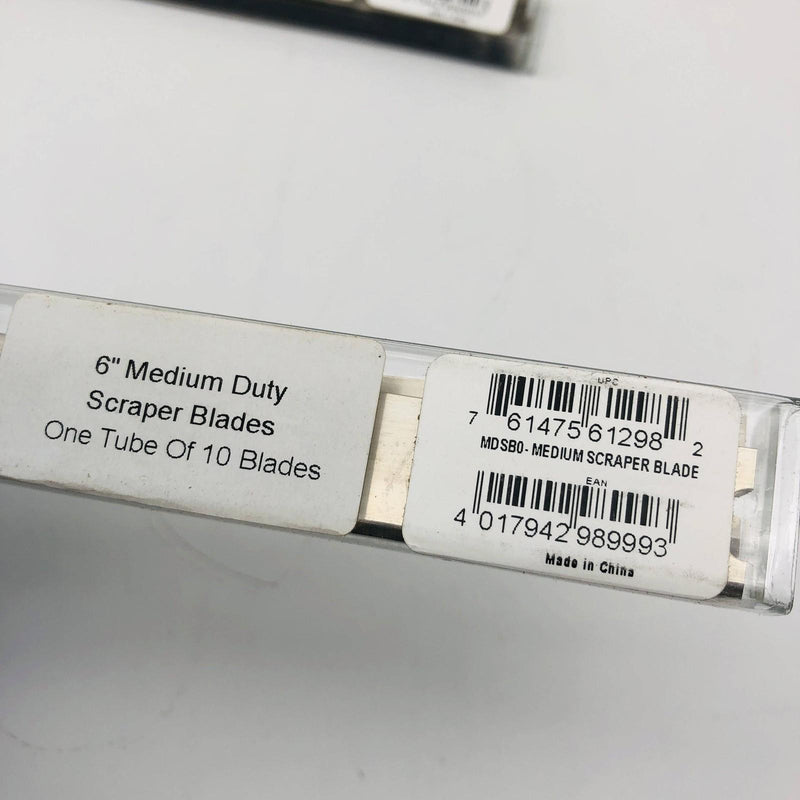 6" Medium Duty
Scraper Blades
One Tube Of 10 Blades
UPC
7 61475 61298 2
MDSB0- MEDIUM SCRAPER BLADE
EAN
4 017942 989993
Made in China